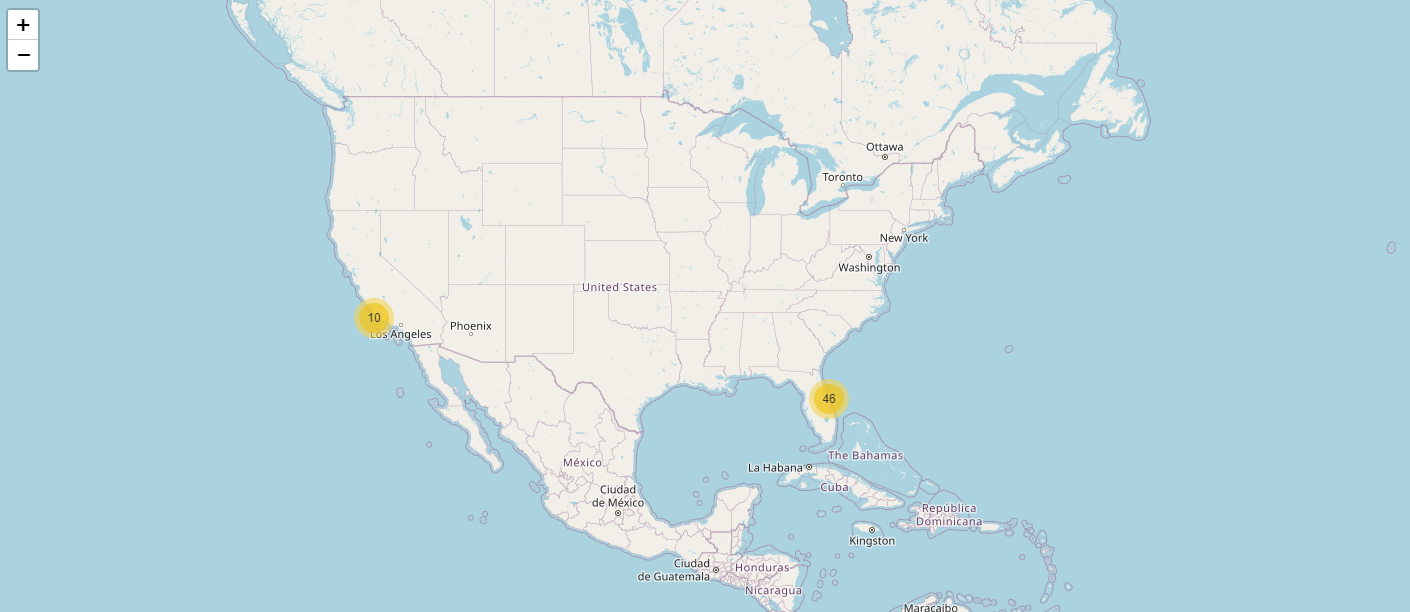 +
−
Ottawa
Toronto
New York
Washington
United States
10
Los Angeles
Phoenix
46
The Bahamas
La Habana
México
Cuba
Ciudad
de México
República
Dominicana
Kingston
Ciudad
de Guatemala
Honduras
Nicaragua
Maracaibo